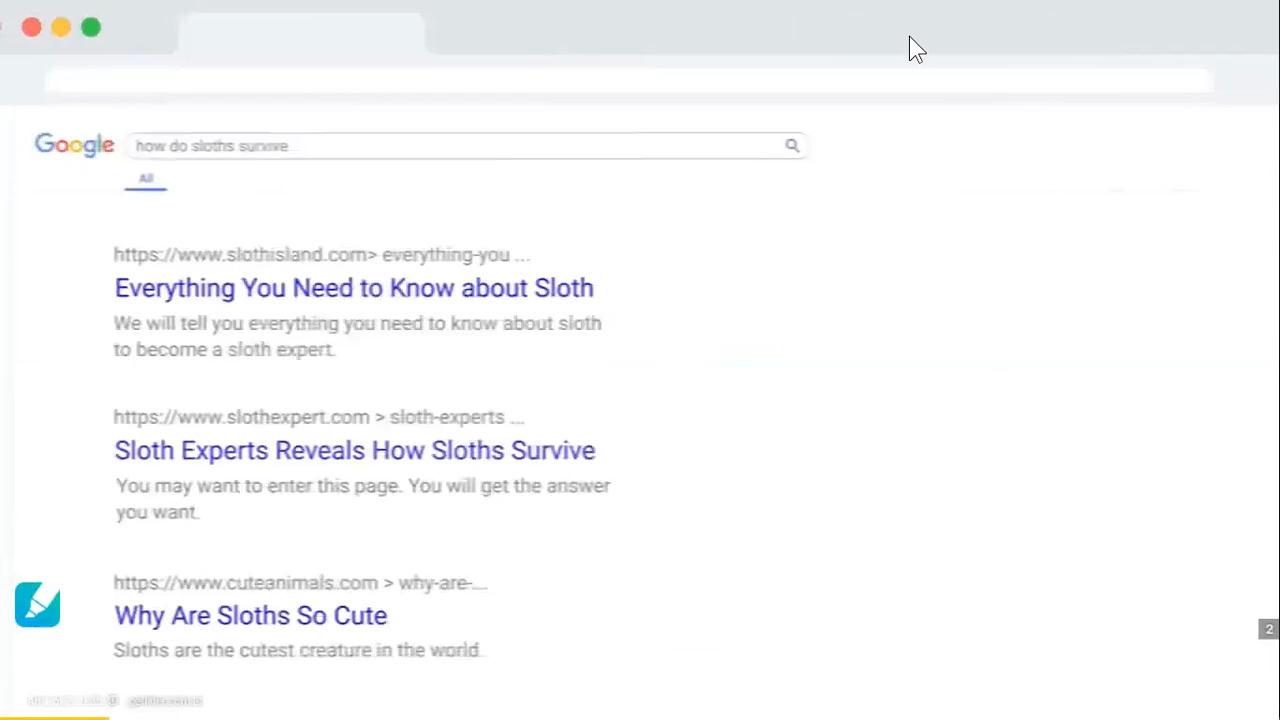 Google how do sloths survive
All
https://www.slothisland.com> everything-you ...
Everything You Need to Know about Sloth
We will tell you everything you need to know about sloth
to become a sloth expert.
https://www.slothexpert.com > sloth-experts ...
Sloth Experts Reveals How Sloths Survive
You may want to enter this page. You will get the answer
you want.
https://www.cuteanimals.com > why-are-...
Why Are Sloths So Cute
Sloths are the cutest creature in the world.
2